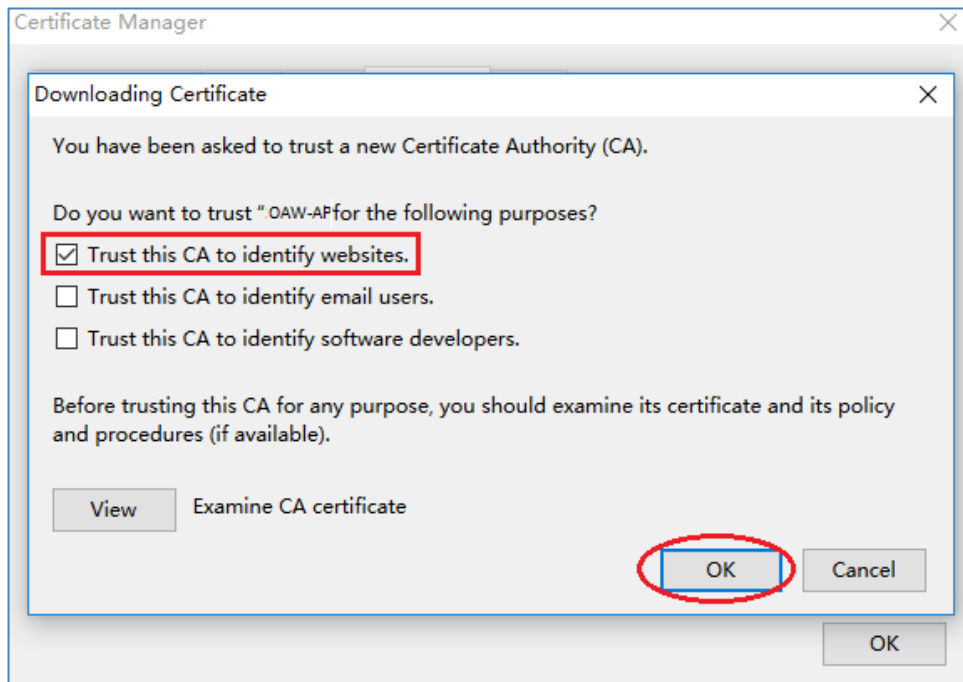 Certificate Manager
Downloading Certificate
You have been asked to trust a new Certificate Authority (CA).
Do you want to trust “OAW-AP for the following purposes?
Trust this CA to identify websites.
Trust this CA to identify email users.
Trust this CA to identify software developers.
Before trusting this CA for any purpose, you should examine its certificate and its policy
and procedures (if available).
View Examine CA certificate
OK Cancel
OK